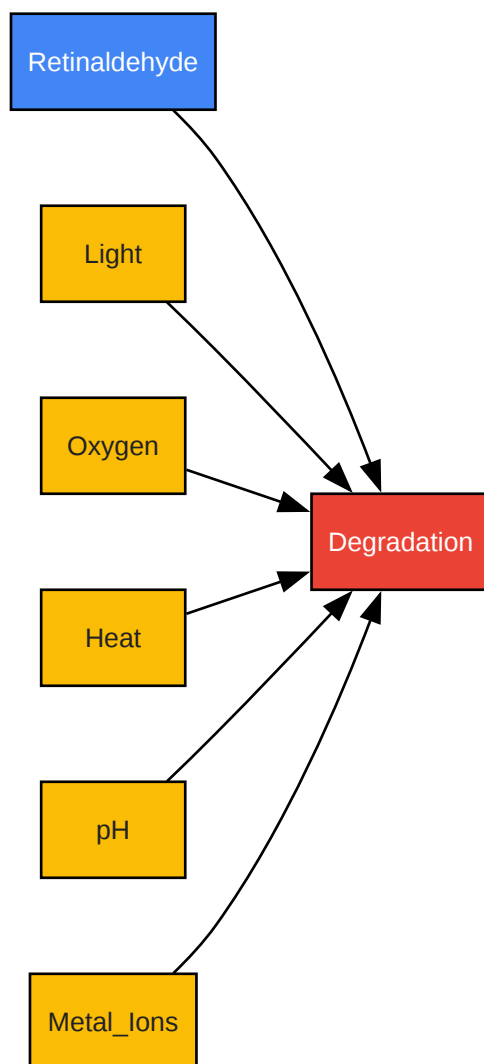 Retinaldehyde
Light
Oxygen
Degradation
Heat
pH
Metal_Ions